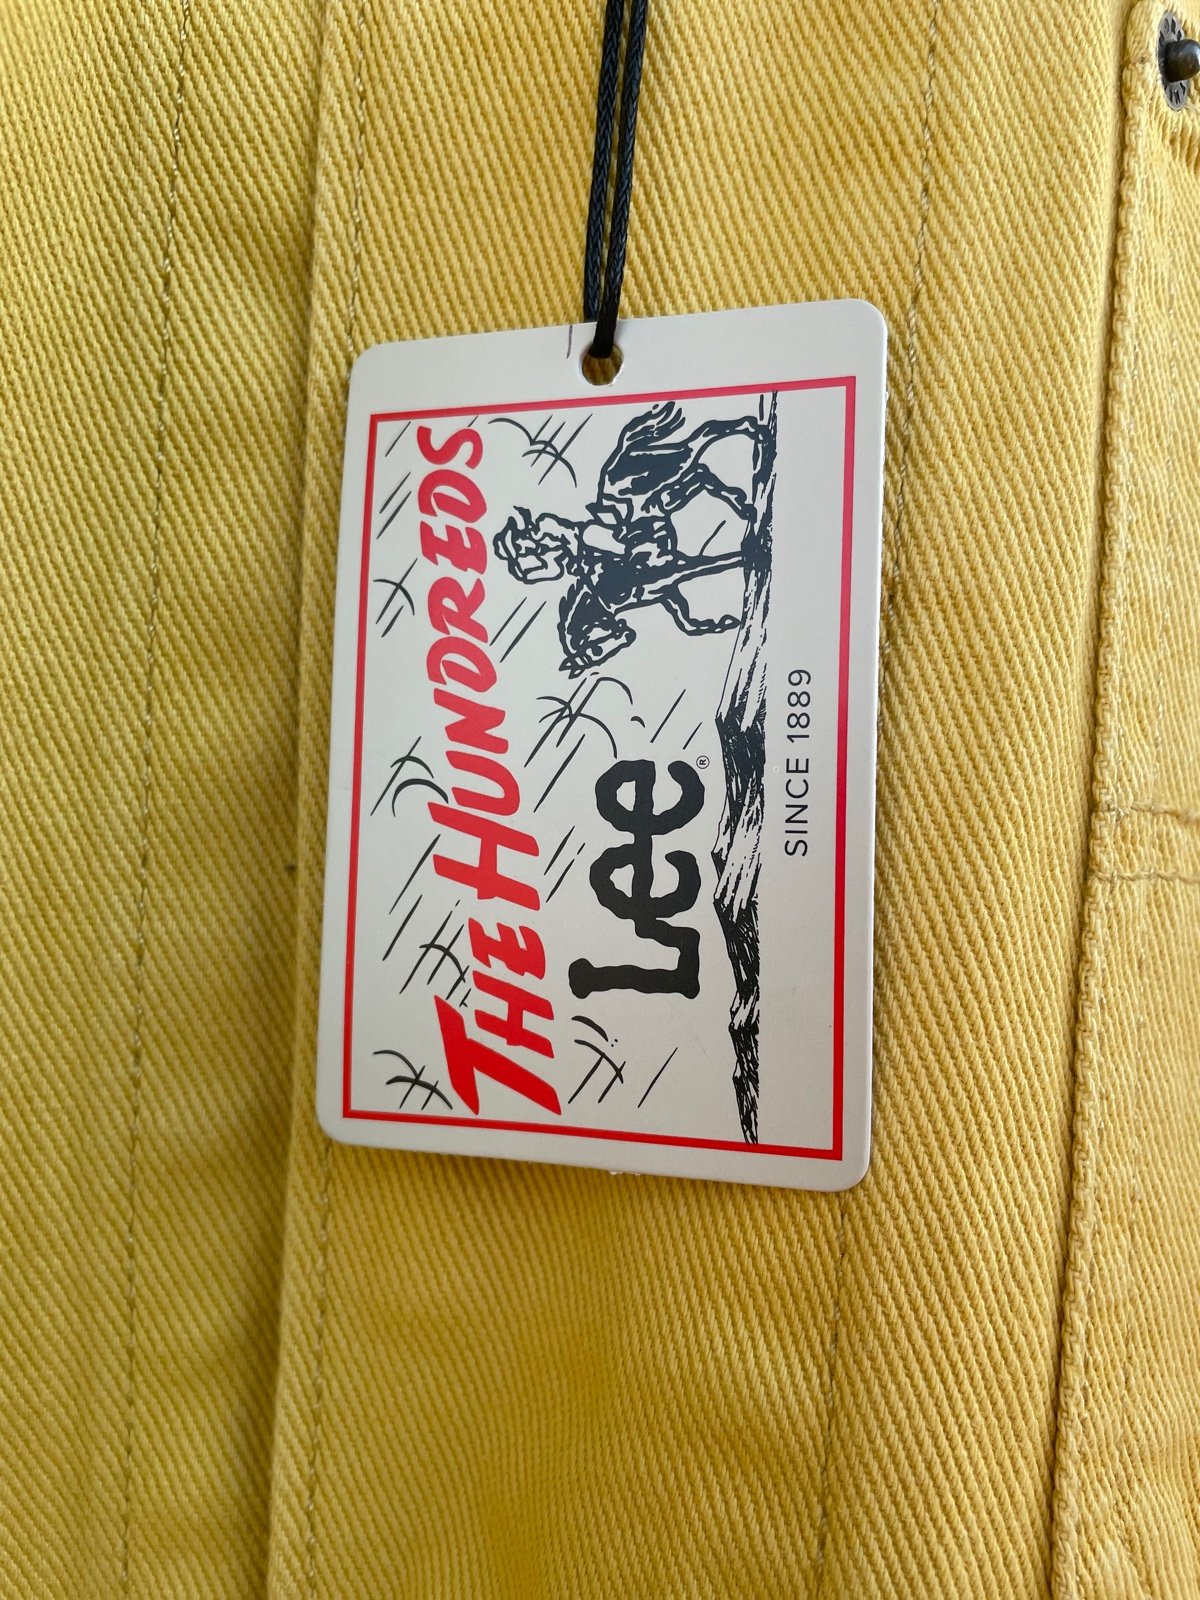 THE HUNDREDS
Lee®
SINCE 1889